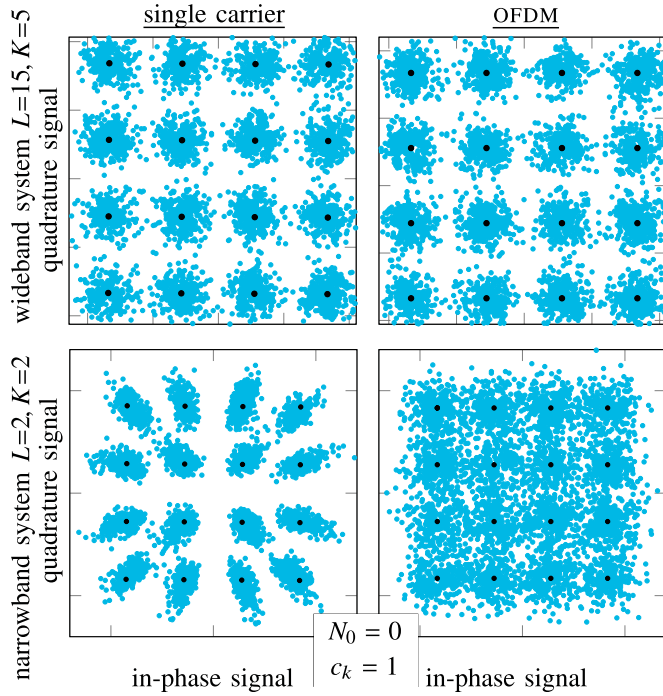 single carrier
OFDM
wideband system L=15, K=5
quadrature signal
narrowband system L=2, K=2
quadrature signal
N₀ = 0
cₖ = 1
in-phase signal
in-phase signal